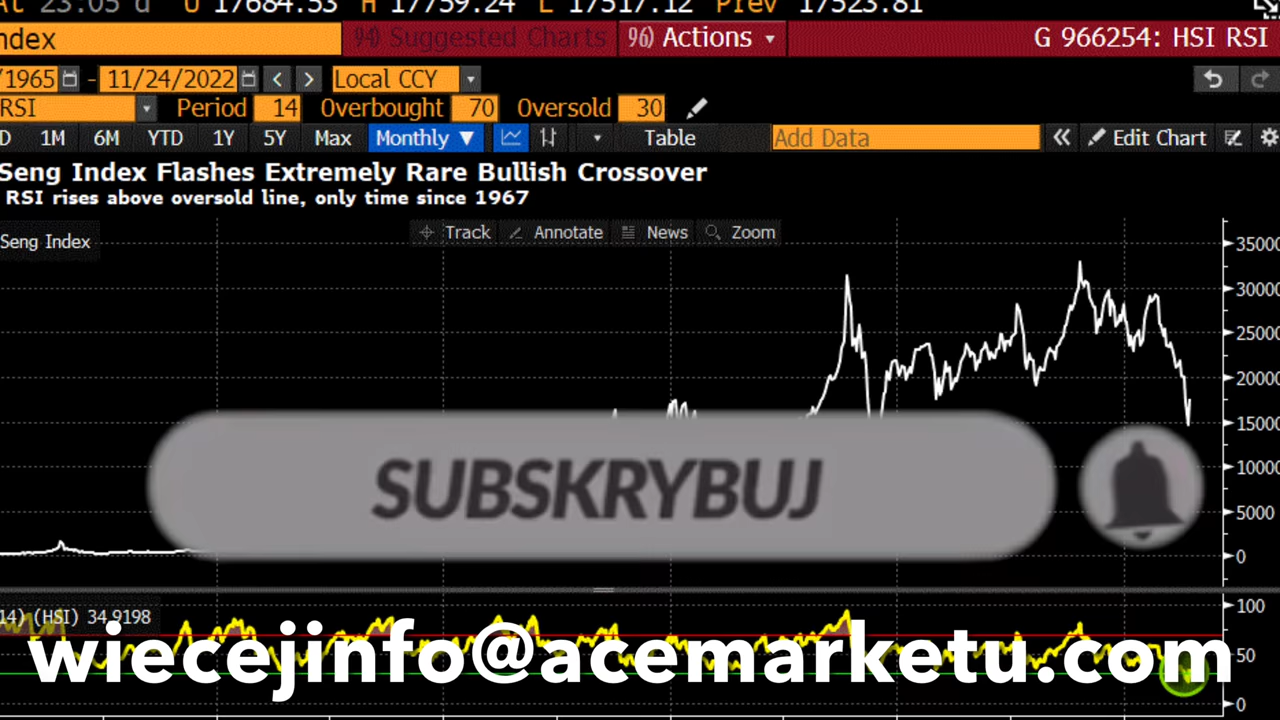 At 23:05 d U 17684.53 H 17759.24 L 17517.12 Prev 17523.81
ndex 94) Suggested Charts 96) Actions G 966254: HSI RSI
/1965 - 11/24/2022 < > Local CCY
RSI Period 14 Overbought 70 Oversold 30
D 1M 6M YTD 1Y 5Y Max Monthly Table Add Data Edit Chart
Seng Index Flashes Extremely Rare Bullish Crossover
RSI rises above oversold line, only time since 1967
Track Annotate News Zoom
Seng Index
35000
30000
25000
20000
15000
10000
5000
0
SUBSKRYBUJ
14) (HSI) 34.9198
100
50
0
wiecejinfo@acemarketu.com